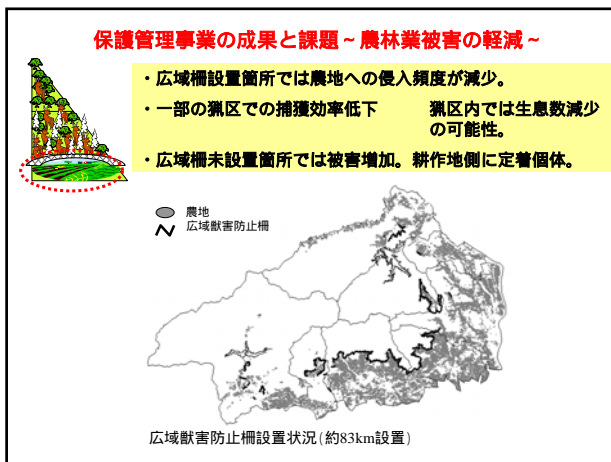 保護管理事業の成果と課題~農林業被害の軽減~
・広域柵設置箇所では農地への侵入頻度が減少。
・一部の猟区での捕獲効率低下　　猟区内では生息数減少
の可能性。
・広域柵未設置箇所では被害増加。耕作地側に定着個体。
農地
広域獣害防止柵
広域獣害防止柵設置状況(約83km設置)